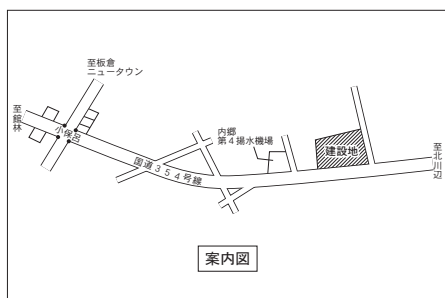 至板倉
ニュータウン
至館林
小保呂
国道354号線
内郷
第4揚水機場
建設地
至北川辺
案内図